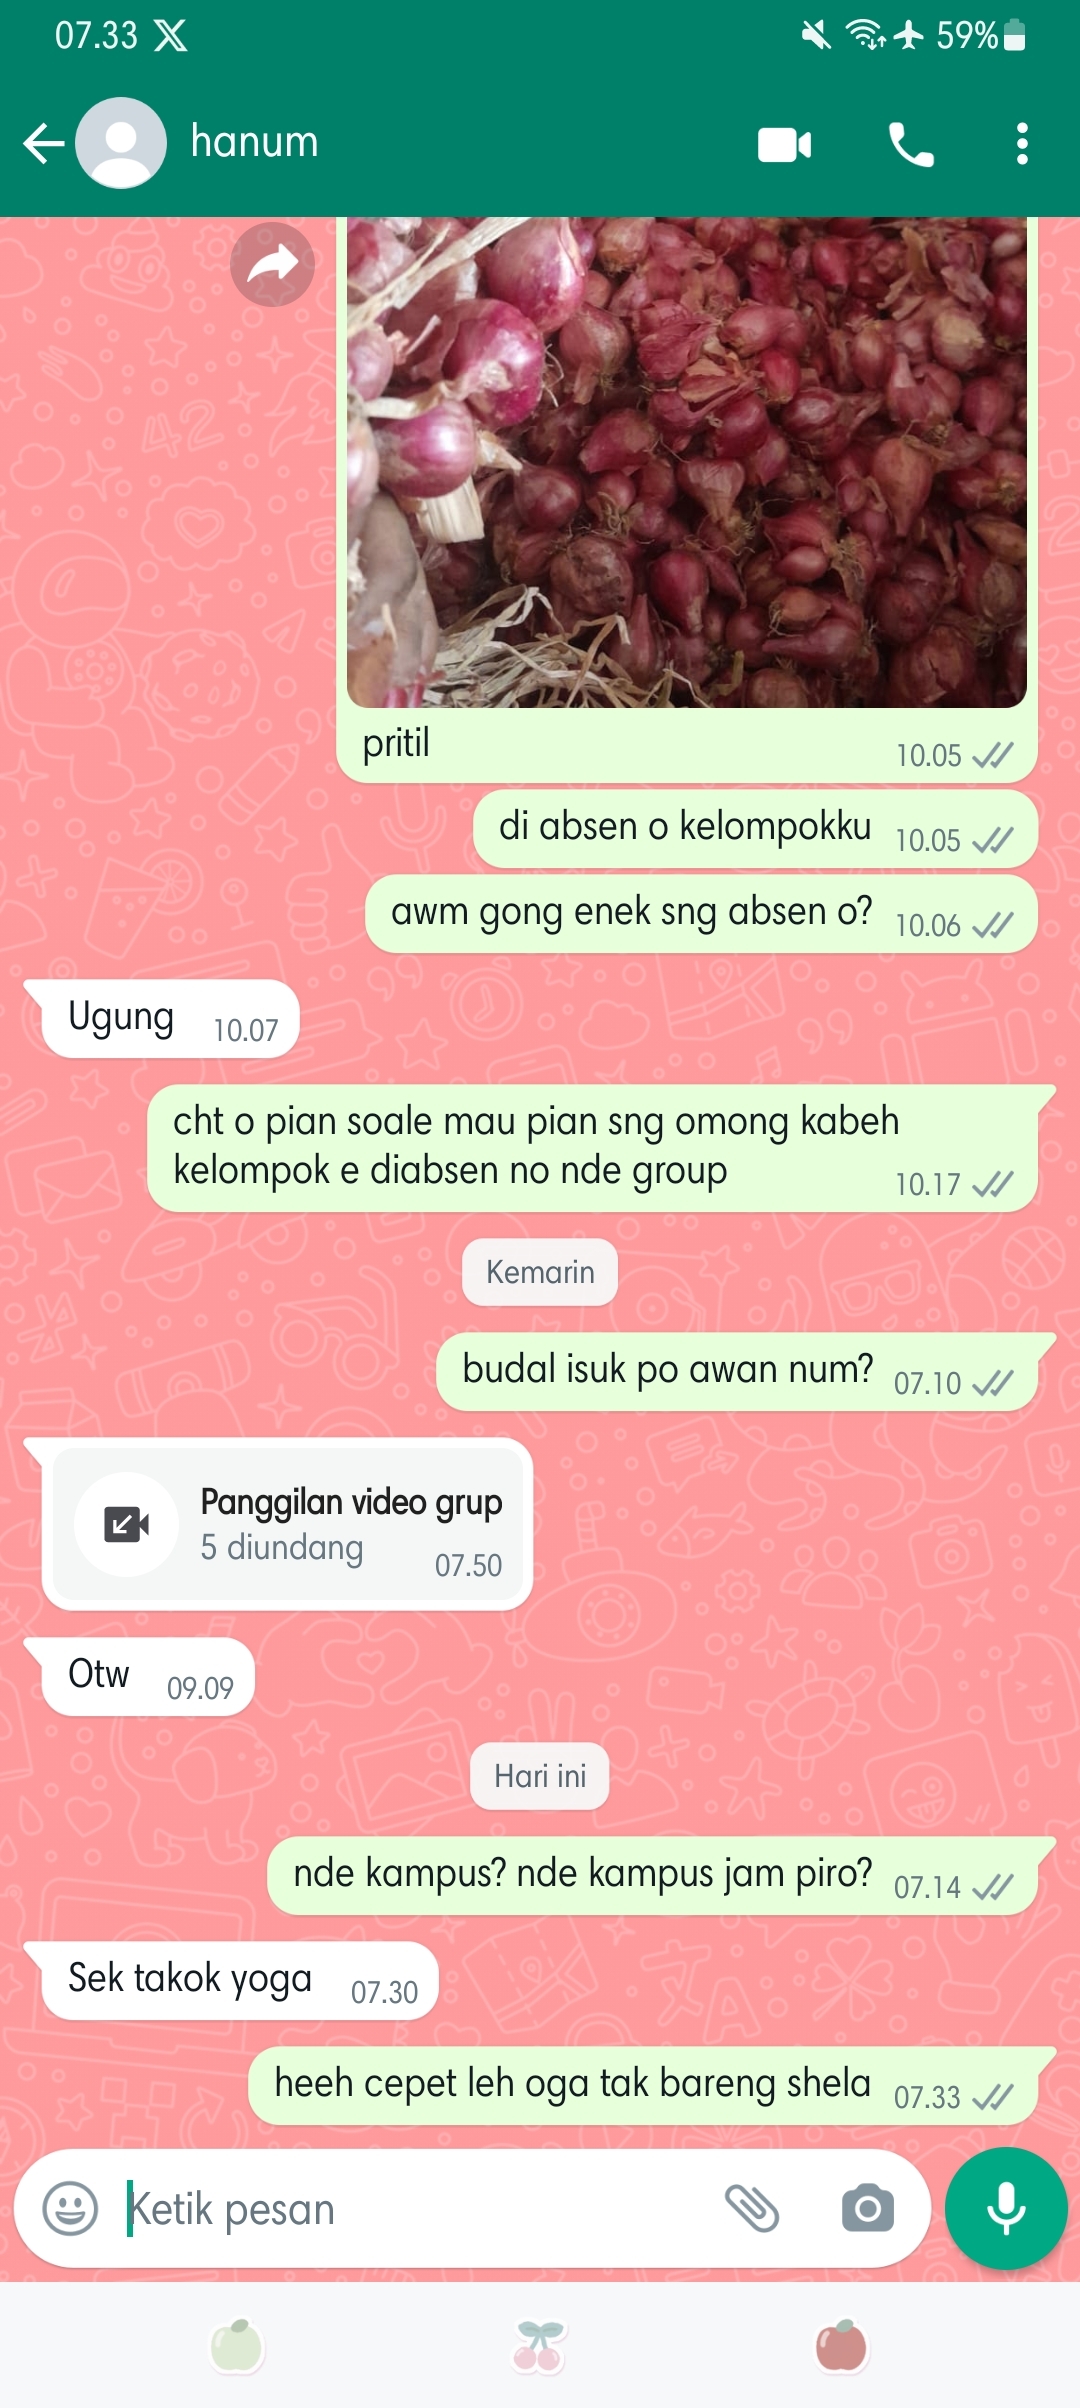 07.33
59%
hanum
pritil
10.05
di absen o kelompokku 10.05
awm gong enek sng absen o? 10.06
Ugung 10.07
cht o pian soale mau pian sng omong kabeh
kelompok e diabsen no nde group 10.17
Kemarin
budal isuk po awan num? 07.10
Panggilan video grup
5 diundang 07.50
Otw 09.09
Hari ini
nde kampus? nde kampus jam piro? 07.14
Sek takok yoga 07.30
heeh cepet leh oga tak bareng shela 07.33
Ketik pesan